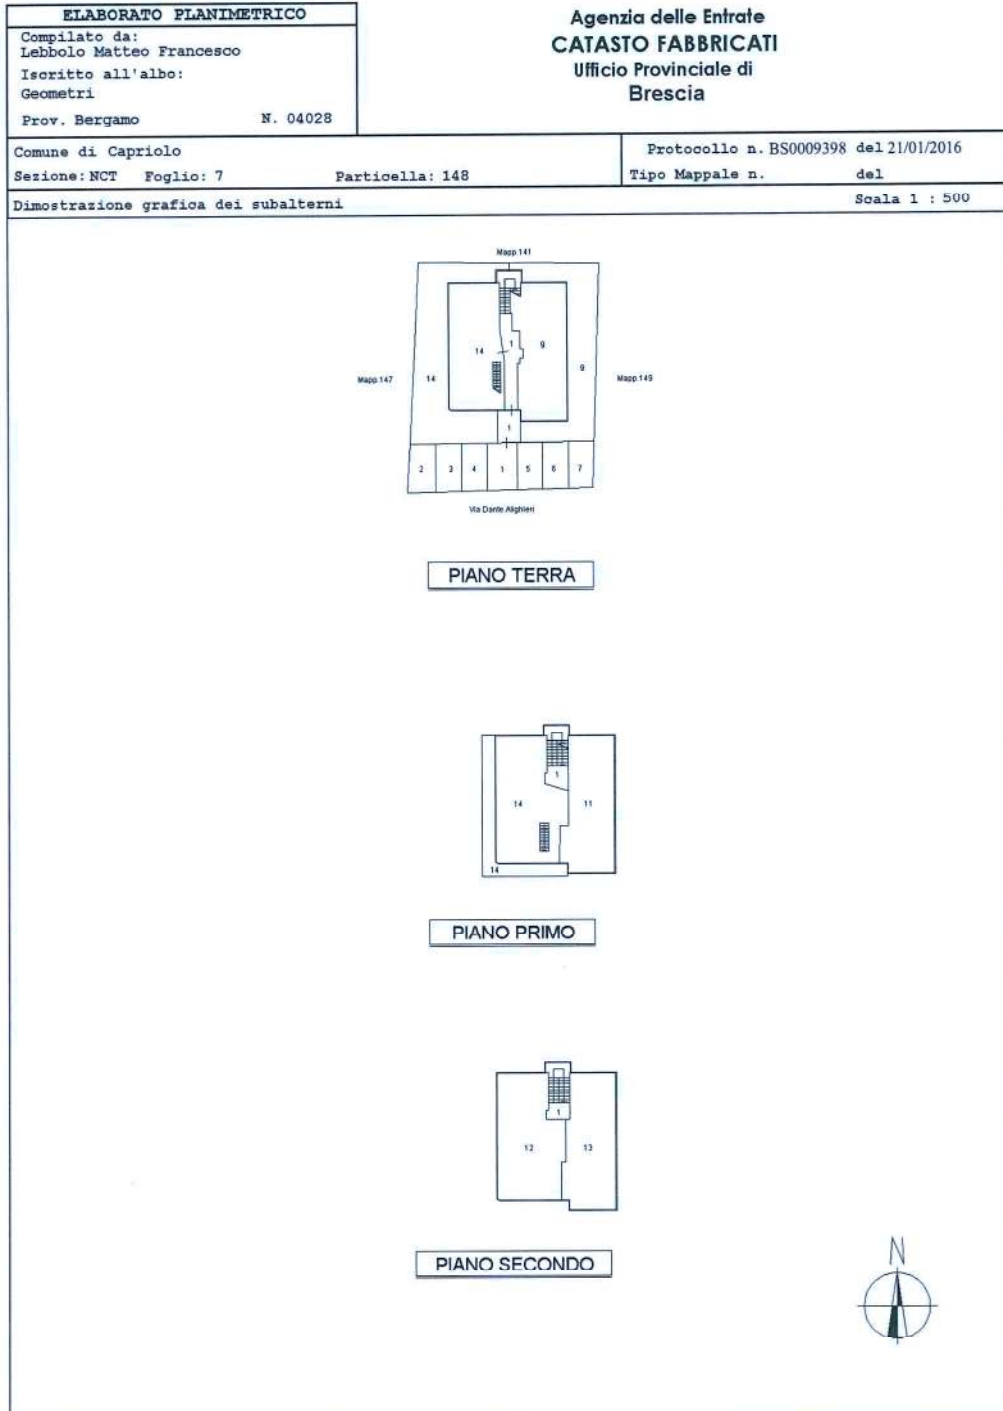 ELABORATO PLANIMETRICO
Compilato da:
Lebbolo Matteo Francesco
Iscritto all'albo:
Geometri
Prov. Bergamo N. 04028
Agenzia delle Entrate
CATASTO FABBRICATI
Ufficio Provinciale di
Brescia
Comune di Capriolo
Sezione: NCT Foglio: 7 Particella: 148
Protocollo n. BS0009398 del 21/01/2016
Tipo Mappale n. del
Dimostrazione grafica dei subalterni
Scala 1 : 500
Mapp.141
14 1 9
Mapp.147 14 9 Mapp.149
1
2 3 4 1 5 6 7
Via Dante Alighieri
PIANO TERRA
1
14 11
14
PIANO PRIMO
1
12 13
PIANO SECONDO
N